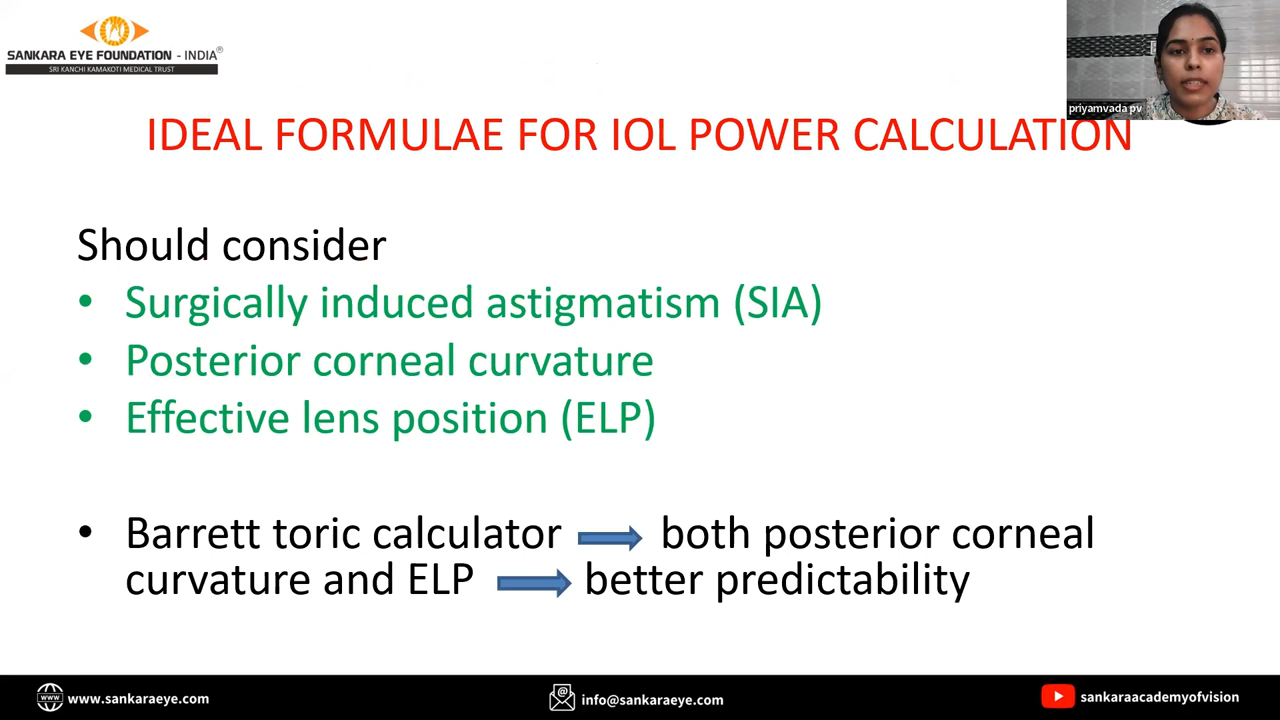 SANKARA EYE FOUNDATION - INDIA®
SRI KANCHI KAMAKOTI MEDICAL TRUST
priyamvada pv
IDEAL FORMULAE FOR IOL POWER CALCULATION
Should consider
• Surgically induced astigmatism (SIA)
• Posterior corneal curvature
• Effective lens position (ELP)
• Barrett toric calculator → both posterior corneal
curvature and ELP → better predictability
www.sankaraeye.com
info@sankaraeye.com
sankaraacademyofvision